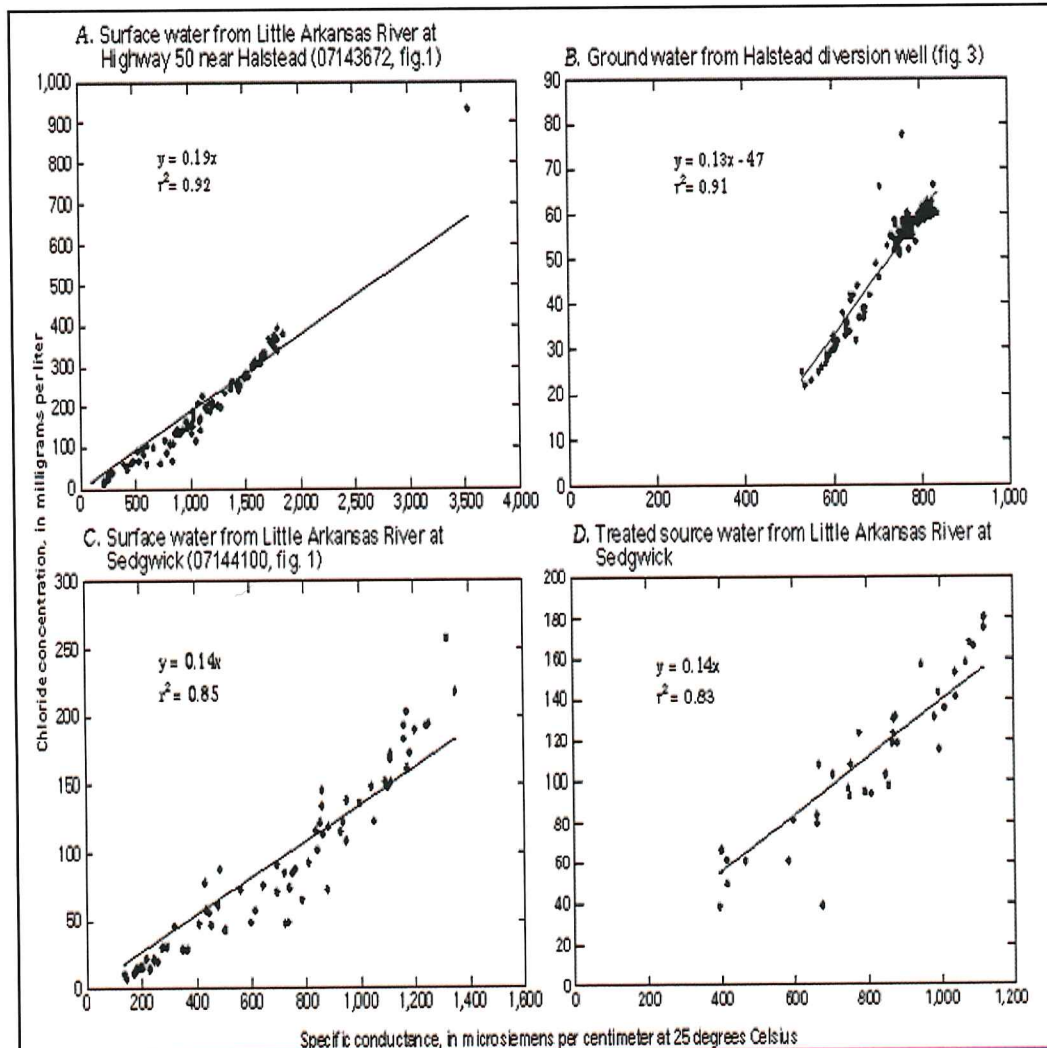 A. Surface water from Little Arkansas River at
Highway 50 near Halstead (07143672, fig.1)
1,000
900
800
700
600
500
400
300
200
100
0
y = 0.19x
r² = 0.92
0 500 1,000 1,500 2,000 2,500 3,000 3,500 4,000
B. Ground water from Halstead diversion well (fig. 3)
90
80
70
60
50
40
30
20
10
0
y = 0.13x - 47
r² = 0.91
0 200 400 600 800 1,000
C. Surface water from Little Arkansas River at
Sedgwick (07144100, fig. 1)
300
250
200
150
100
50
0
y = 0.14x
r² = 0.85
0 200 400 600 800 1,000 1,200 1,400 1,600
D. Treated source water from Little Arkansas River at
Sedgwick
200
180
160
140
120
100
80
60
40
20
0
y = 0.14x
r² = 0.83
0 200 400 600 800 1,000 1,200
Chloride concentration, in milligrams per liter
Specific conductance, in microsiemens per centimeter at 25 degrees Celsius